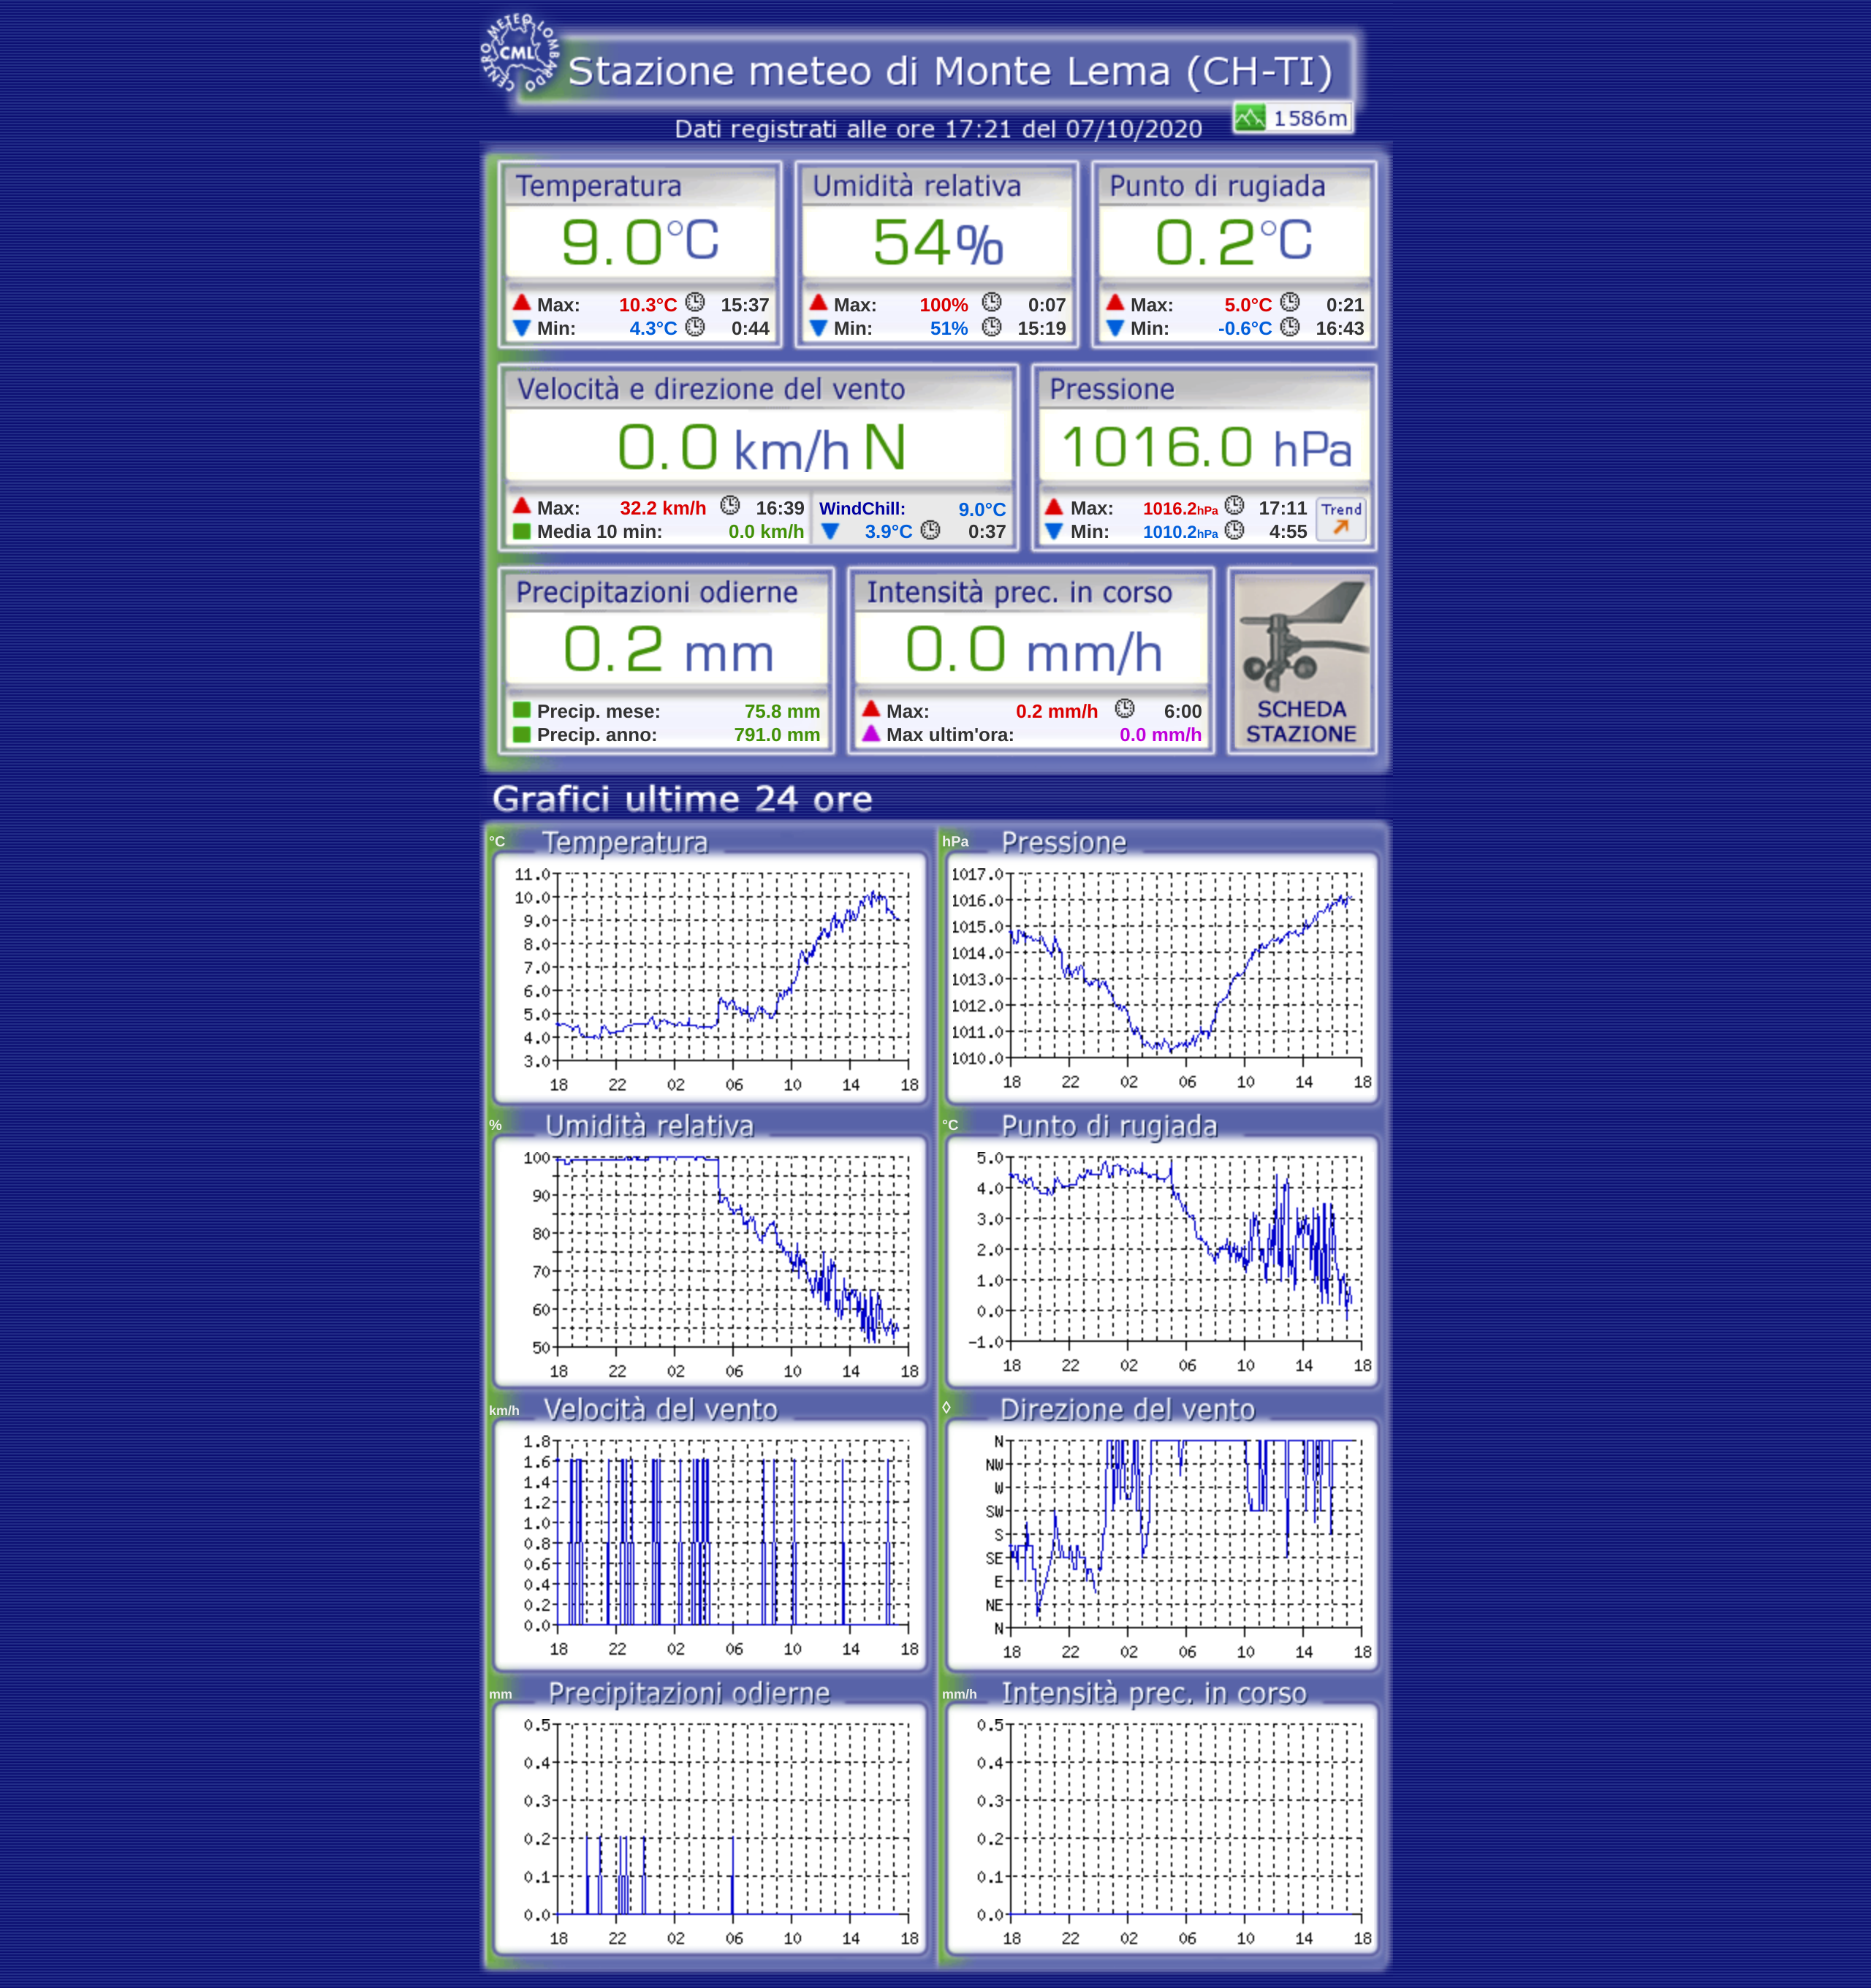 CENTRO METEO LOMBARDO
CML
Stazione meteo di Monte Lema (CH-TI)
1586m
Dati registrati alle ore 17:21 del 07/10/2020
Temperatura
9.0°C
Max: 10.3°C 15:37
Min: 4.3°C 0:44
Umidità relativa
54%
Max: 100% 0:07
Min: 51% 15:19
Punto di rugiada
0.2°C
Max: 5.0°C 0:21
Min: -0.6°C 16:43
Velocità e direzione del vento
0.0 km/h N
Max: 32.2 km/h 16:39
Media 10 min: 0.0 km/h
WindChill: 9.0°C
3.9°C 0:37
Pressione
1016.0 hPa
Max: 1016.2hPa 17:11
Min: 1010.2hPa 4:55
Trend
Precipitazioni odierne
0.2 mm
Precip. mese: 75.8 mm
Precip. anno: 791.0 mm
Intensità prec. in corso
0.0 mm/h
Max: 0.2 mm/h 6:00
Max ultim'ora: 0.0 mm/h
SCHEDA
STAZIONE
Grafici ultime 24 ore
°C Temperatura
11.0
10.0
9.0
8.0
7.0
6.0
5.0
4.0
3.0
18 22 02 06 10 14 18
hPa Pressione
1017.0
1016.0
1015.0
1014.0
1013.0
1012.0
1011.0
1010.0
18 22 02 06 10 14 18
% Umidità relativa
100
90
80
70
60
50
18 22 02 06 10 14 18
°C Punto di rugiada
5.0
4.0
3.0
2.0
1.0
0.0
-1.0
18 22 02 06 10 14 18
km/h Velocità del vento
1.8
1.6
1.4
1.2
1.0
0.8
0.6
0.4
0.2
0.0
18 22 02 06 10 14 18
◊ Direzione del vento
N
NW
W
SW
S
SE
E
NE
N
18 22 02 06 10 14 18
mm Precipitazioni odierne
0.5
0.4
0.3
0.2
0.1
0.0
18 22 02 06 10 14 18
mm/h Intensità prec. in corso
0.5
0.4
0.3
0.2
0.1
0.0
18 22 02 06 10 14 18